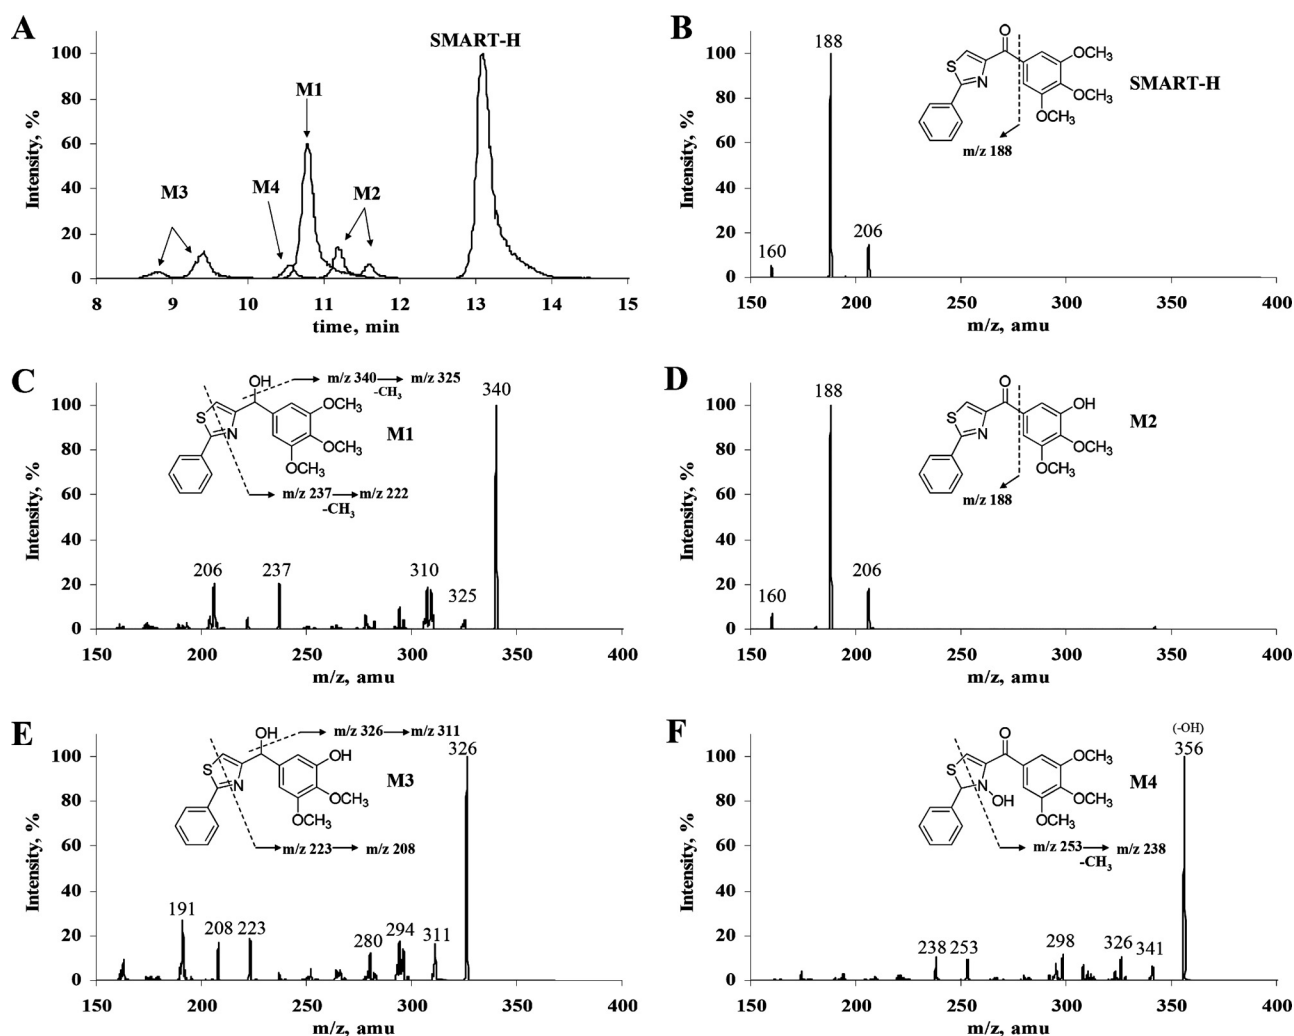 A
SMART-H
M1
M3
M4
M2
Intensity, %
100
80
60
40
20
0
8 9 10 11 12 13 14 15
time, min
B
188
206
160
O
OCH3
OCH3
OCH3
S
N
SMART-H
m/z 188
Intensity, %
100
80
60
40
20
0
150 200 250 300 350 400
m/z, amu
C
OH
m/z 340 m/z 325
-CH3
340
S
N
OCH3
OCH3
OCH3
M1
m/z 237 m/z 222
-CH3
206
237
310
325
Intensity, %
100
80
60
40
20
0
150 200 250 300 350 400
m/z, amu
D
188
206
160
O
OH
OCH3
OCH3
S
N
M2
m/z 188
Intensity, %
100
80
60
40
20
0
150 200 250 300 350 400
m/z, amu
E
OH
m/z 326 m/z 311
326
OH
S
N
OCH3
OCH3
M3
m/z 223 m/z 208
191
208
223
280
294
311
Intensity, %
100
80
60
40
20
0
150 200 250 300 350 400
m/z, amu
F
(-OH)
356
O
OCH3
OCH3
OCH3
S
N
OH
M4
m/z 253 m/z 238
-CH3
238
253
298
326
341
Intensity, %
100
80
60
40
20
0
150 200 250 300 350 400
m/z, amu